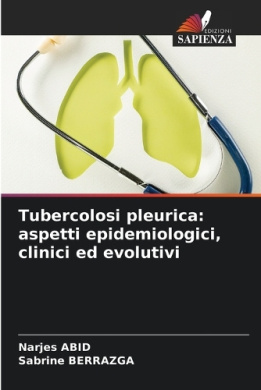 EDIZIONI
SAPIENZA
Tubercolosi pleurica:
aspetti epidemiologici,
clinici ed evolutivi
Narjes ABID
Sabrine BERRAZGA